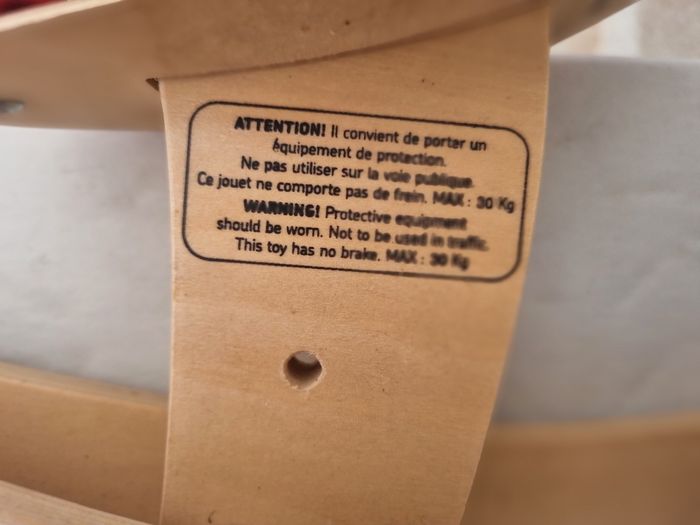 ATTENTION! Il convient de porter un
équipement de protection.
Ne pas utiliser sur la voie publique.
Ce jouet ne comporte pas de frein. MAX : 30 Kg
WARNING! Protective equipment
should be worn. Not to be used in traffic.
This toy has no brake. MAX : 30 Kg